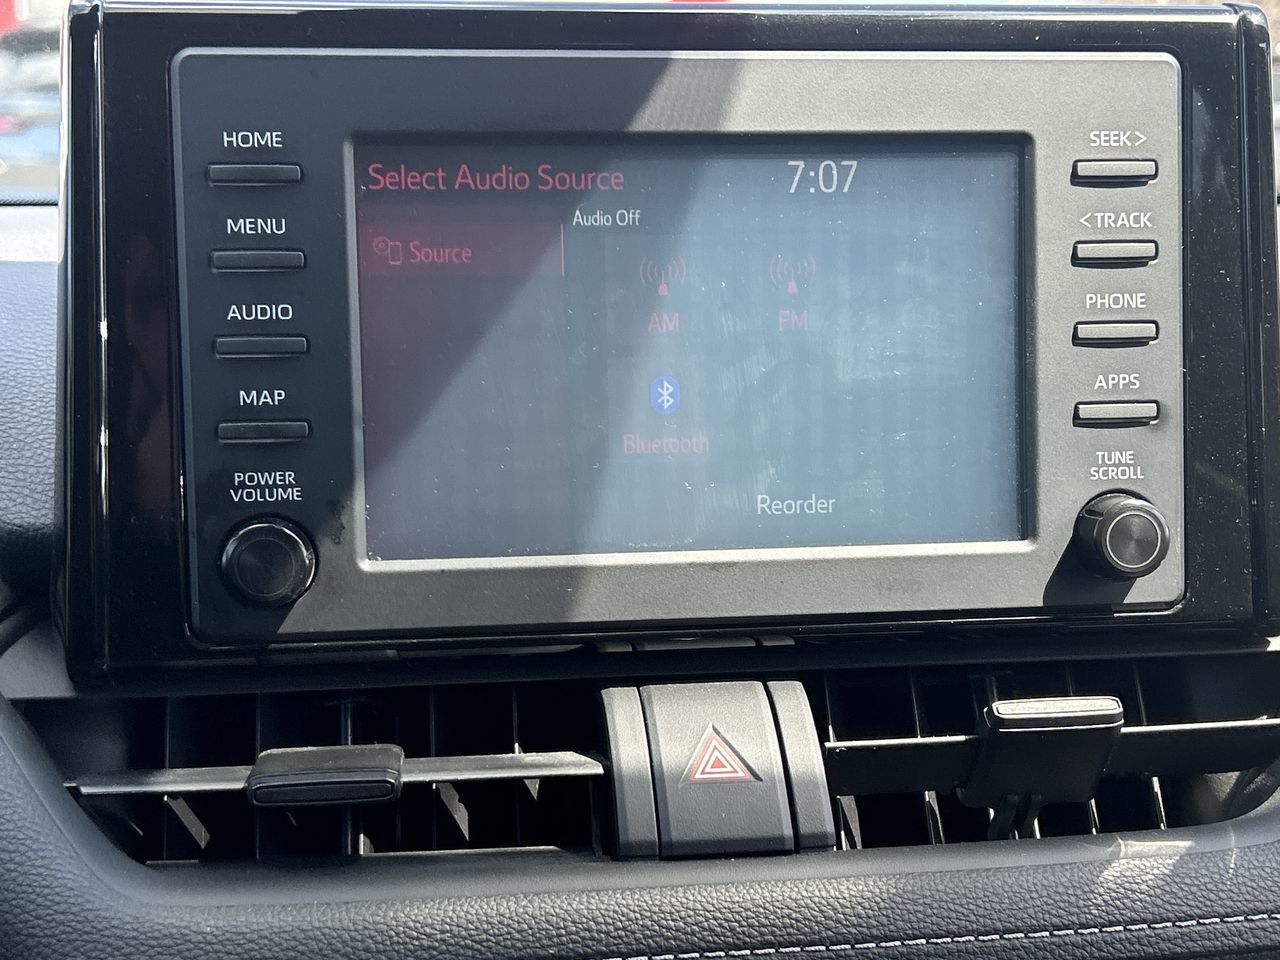 HOME
MENU
AUDIO
MAP
POWER
VOLUME
Select Audio Source
7:07
Audio Off
Source
AM
FM
Bluetooth
Reorder
SEEK>
<TRACK
PHONE
APPS
TUNE
SCROLL